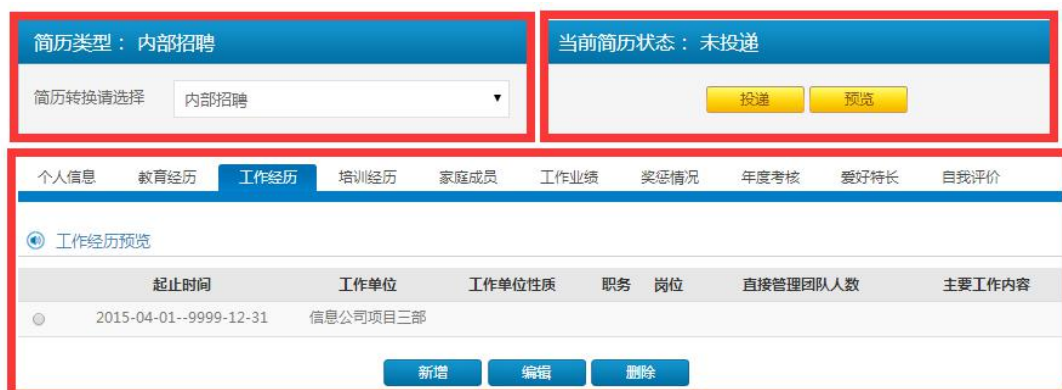 简历类型： 内部招聘
简历转换请选择 内部招聘
当前简历状态： 未投递
投递 预览
个人信息 教育经历 工作经历 培训经历 家庭成员 工作业绩 奖惩情况 年度考核 爱好特长 自我评价
工作经历预览
起止时间 工作单位 工作单位性质 职务 岗位 直接管理团队人数 主要工作内容
2015-04-01--9999-12-31 信息公司项目三部
新增 编辑 删除